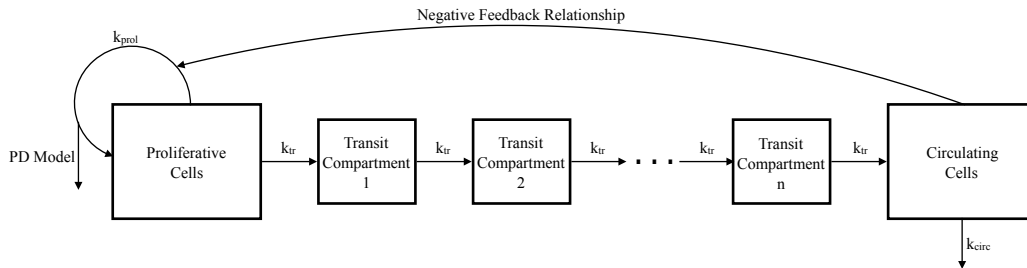 Negative Feedback Relationship
kprol
PD Model
Proliferative
Cells
ktr
Transit
Compartment
1
ktr
Transit
Compartment
2
ktr
ktr
Transit
Compartment
n
ktr
Circulating
Cells
kcirc